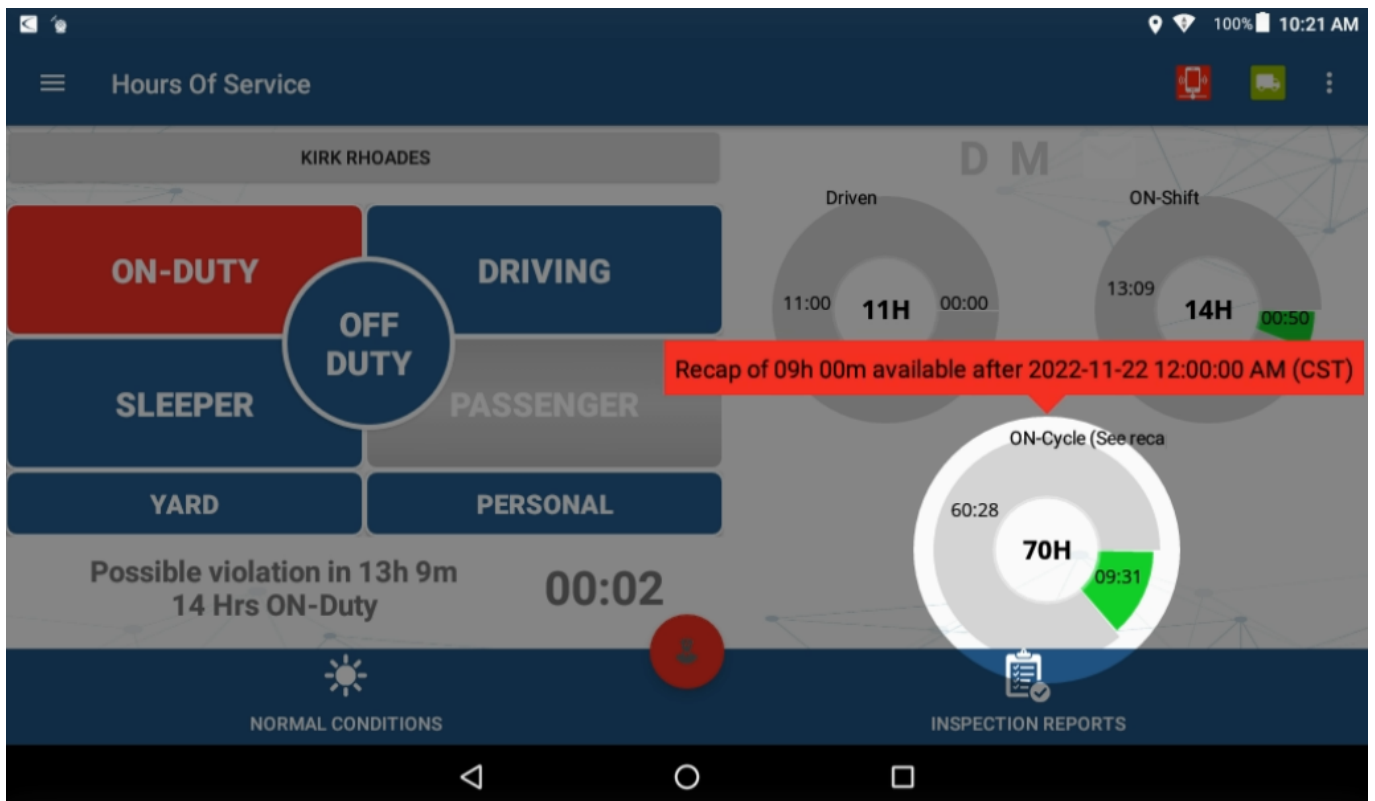 100% 10:21 AM
Hours Of Service
KIRK RHOADES
D M
ON-DUTY
DRIVING
OFF
DUTY
SLEEPER
PASSENGER
YARD
PERSONAL
Possible violation in 13h 9m
14 Hrs ON-Duty
00:02
Driven
11:00
11H
00:00
ON-Shift
13:09
14H
00:50
Recap of 09h 00m available after 2022-11-22 12:00:00 AM (CST)
ON-Cycle (See reca
60:28
70H
09:31
NORMAL CONDITIONS
INSPECTION REPORTS